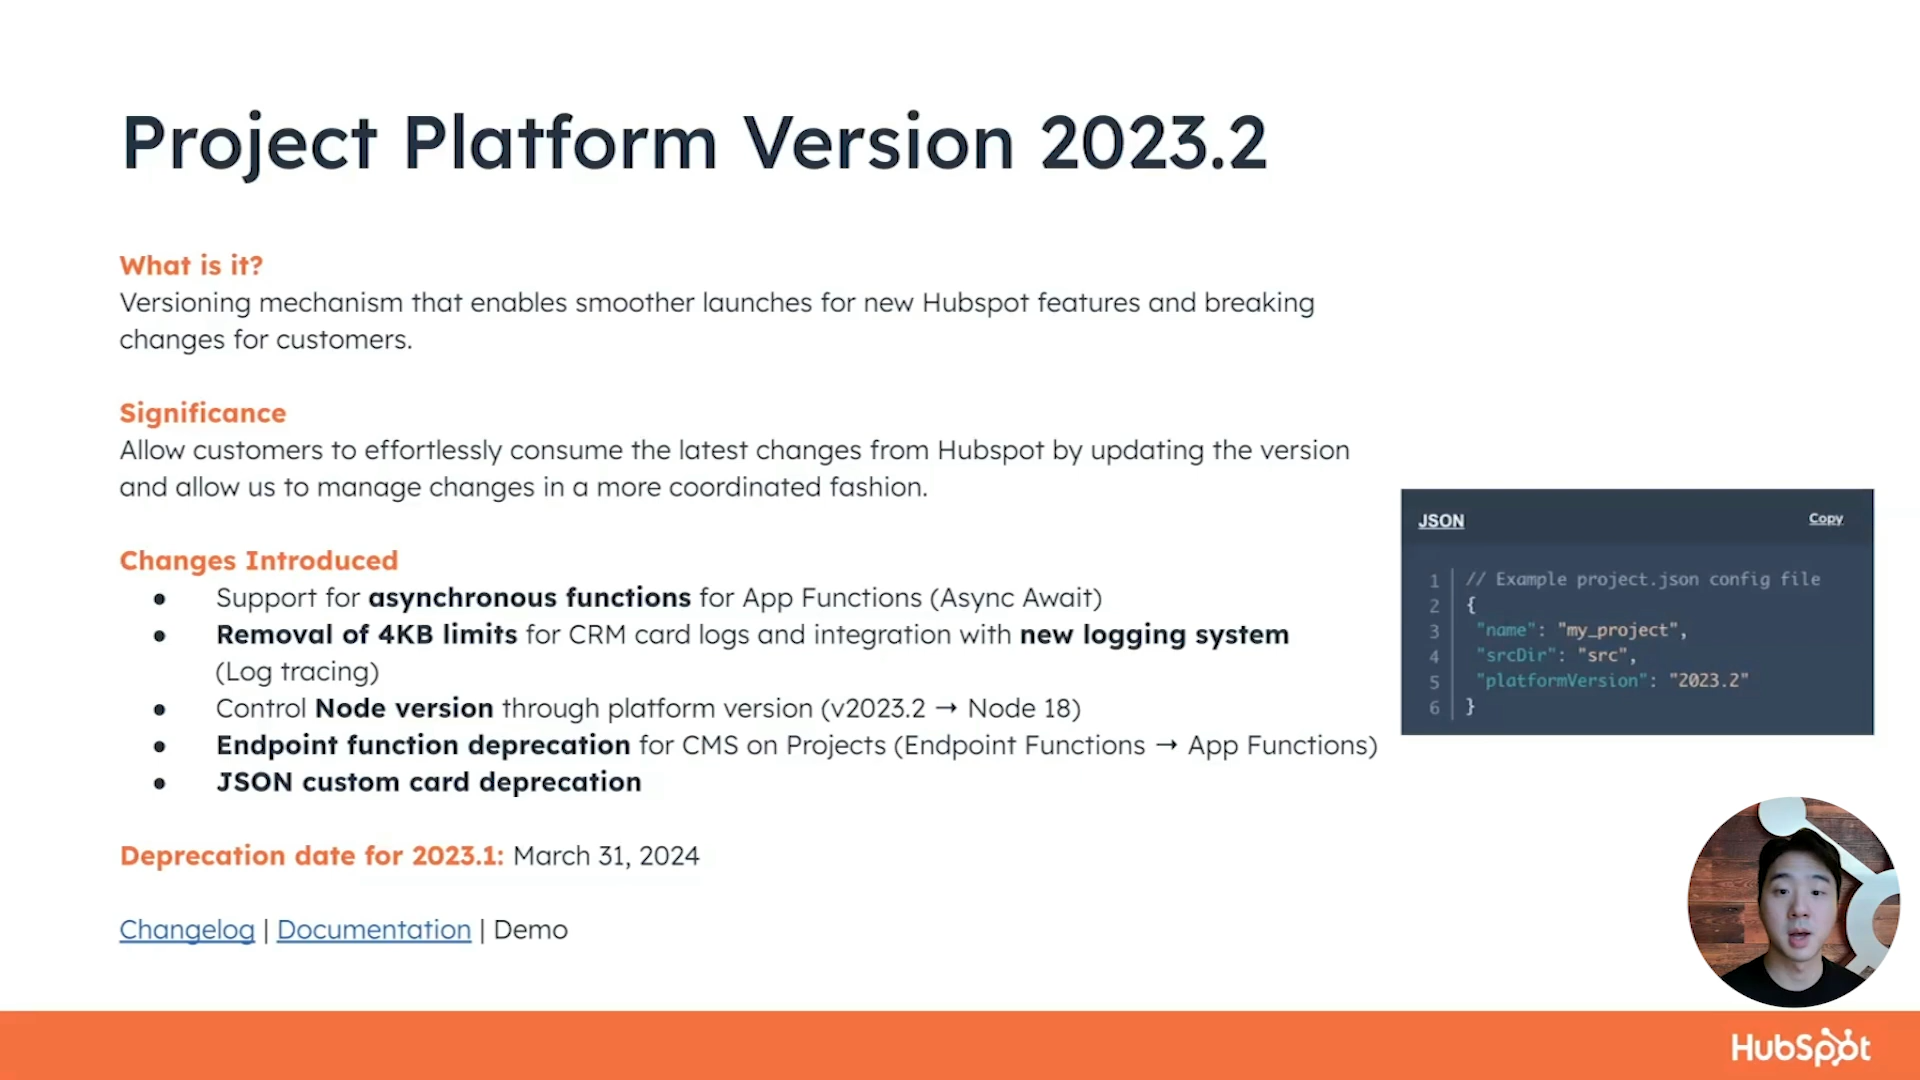 Project Platform Version 2023.2
What is it?
Versioning mechanism that enables smoother launches for new Hubspot features and breaking
changes for customers.
Significance
Allow customers to effortlessly consume the latest changes from Hubspot by updating the version
and allow us to manage changes in a more coordinated fashion.
Changes Introduced
● Support for asynchronous functions for App Functions (Async Await)
● Removal of 4KB limits for CRM card logs and integration with new logging system
(Log tracing)
● Control Node version through platform version (v2023.2 → Node 18)
● Endpoint function deprecation for CMS on Projects (Endpoint Functions → App Functions)
● JSON custom card deprecation
Deprecation date for 2023.1: March 31, 2024
Changelog | Documentation | Demo
JSON Copy
1 // Example project.json config file
2 {
3 "name": "my_project",
4 "srcDir": "src",
5 "platformVersion": "2023.2"
6 }
HubSpot